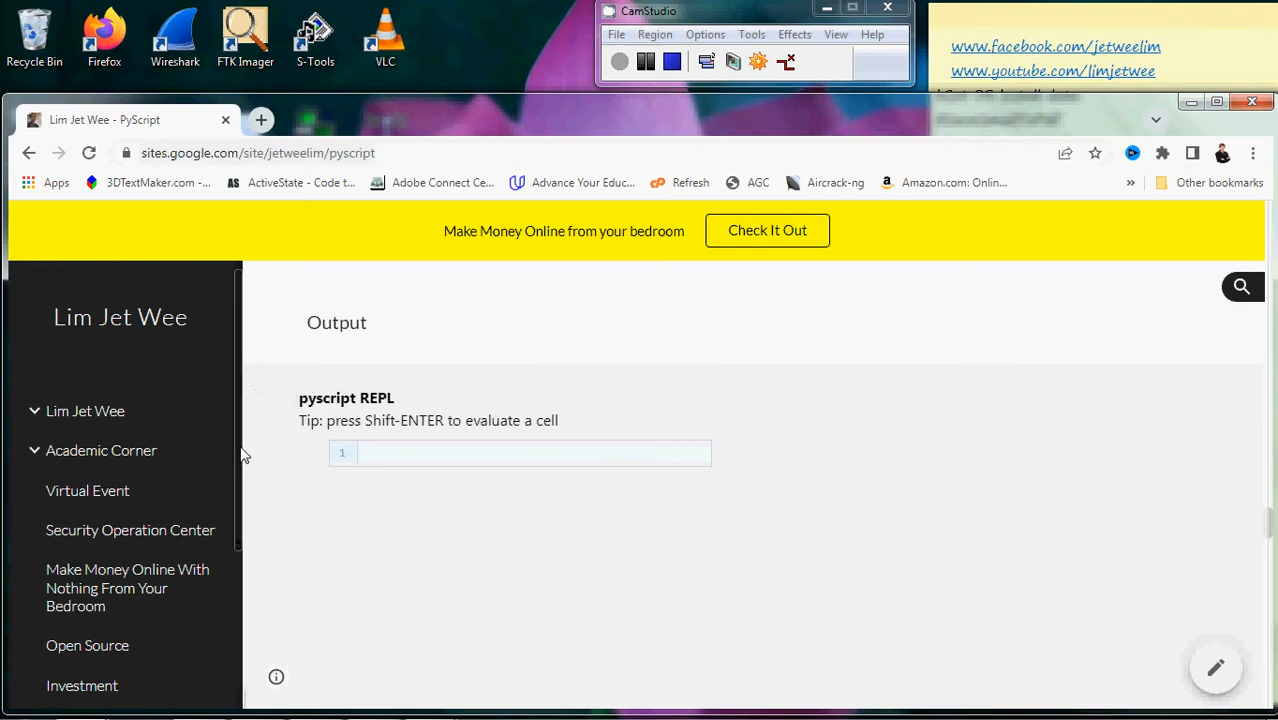 Recycle Bin
Firefox
Wireshark
FTK Imager
S-Tools
VLC
CamStudio
File Region Options Tools Effects View Help
www.facebook.com/jetweelim
www.youtube.com/limjetwee
Lim Jet Wee - PyScript
sites.google.com/site/jetweelim/pyscript
Apps
3DTextMaker.com -...
AS ActiveState - Code t...
Adobe Connect Ce...
Advance Your Educ...
Refresh
AGC
Aircrack-ng
Amazon.com: Onlin...
»
Other bookmarks
Make Money Online from your bedroom
Check It Out
Lim Jet Wee
Lim Jet Wee
Academic Corner
Virtual Event
Security Operation Center
Make Money Online With
Nothing From Your
Bedroom
Open Source
Investment
Output
pyscript REPL
Tip: press Shift-ENTER to evaluate a cell
1